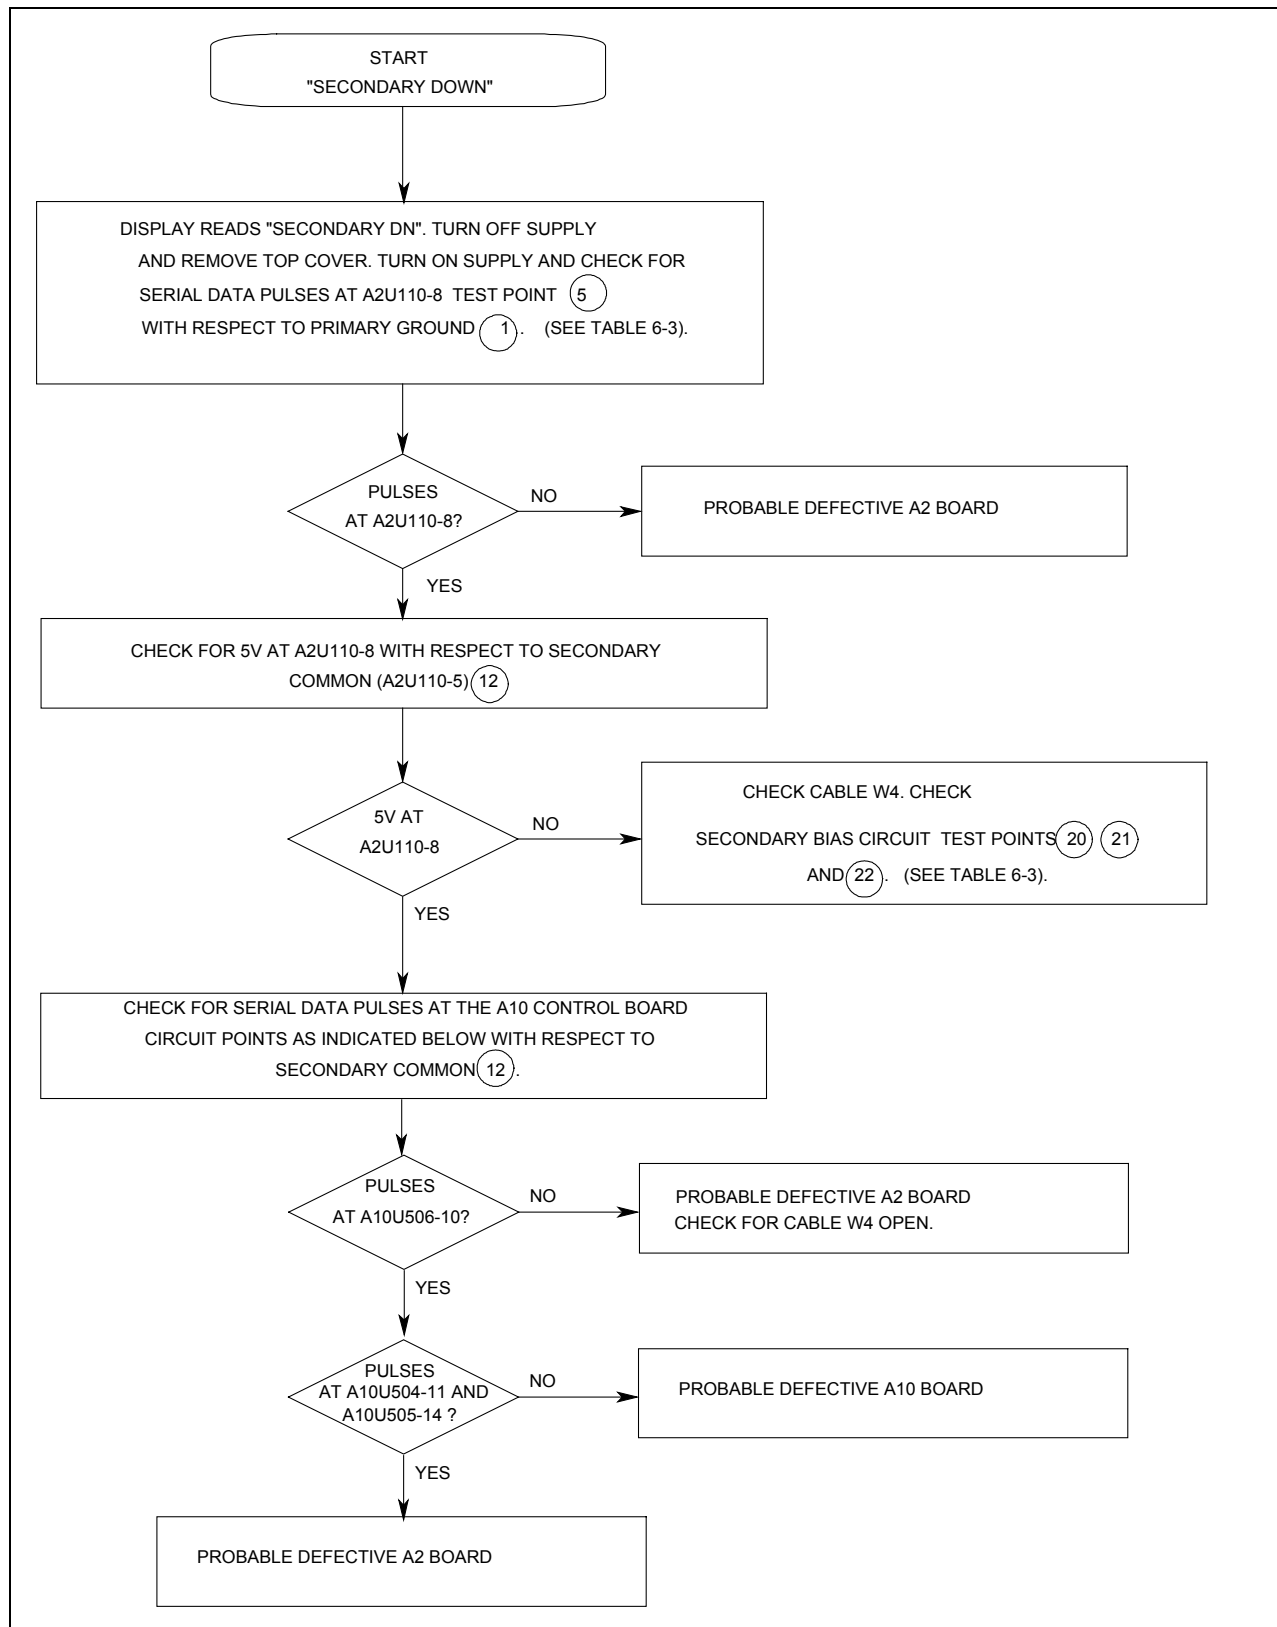 START
"SECONDARY DOWN"
DISPLAY READS "SECONDARY DN". TURN OFF SUPPLY
AND REMOVE TOP COVER. TURN ON SUPPLY AND CHECK FOR
SERIAL DATA PULSES AT A2U110-8 TEST POINT 5
WITH RESPECT TO PRIMARY GROUND 1. (SEE TABLE 6-3).
PULSES
AT A2U110-8?
NO
PROBABLE DEFECTIVE A2 BOARD
YES
CHECK FOR 5V AT A2U110-8 WITH RESPECT TO SECONDARY
COMMON (A2U110-5) 12
5V AT
A2U110-8
NO
CHECK CABLE W4. CHECK
SECONDARY BIAS CIRCUIT TEST POINTS 20 21
AND 22. (SEE TABLE 6-3).
YES
CHECK FOR SERIAL DATA PULSES AT THE A10 CONTROL BOARD
CIRCUIT POINTS AS INDICATED BELOW WITH RESPECT TO
SECONDARY COMMON 12.
PULSES
AT A10U506-10?
NO
PROBABLE DEFECTIVE A2 BOARD
CHECK FOR CABLE W4 OPEN.
YES
PULSES
AT A10U504-11 AND
A10U505-14 ?
NO
PROBABLE DEFECTIVE A10 BOARD
YES
PROBABLE DEFECTIVE A2 BOARD